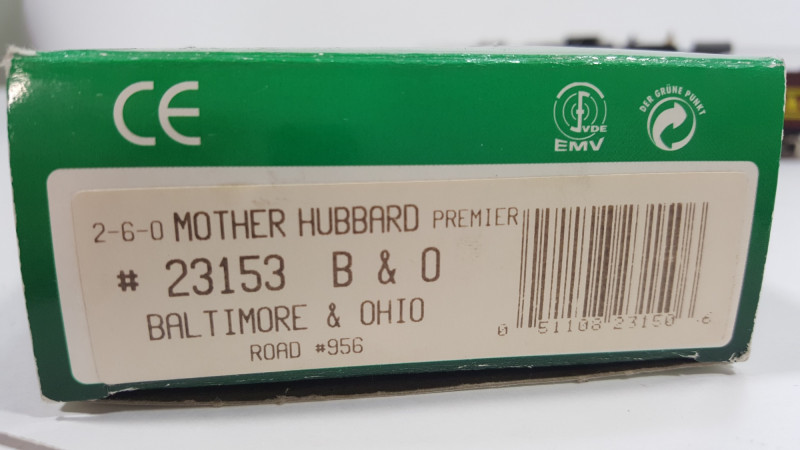 CE
VDE
EMV
DER GRÜNE PUNKT
2-6-0 MOTHER HUBBARD PREMIER
# 23153 B & O
BALTIMORE & OHIO
ROAD #956
0 51108 23150 6